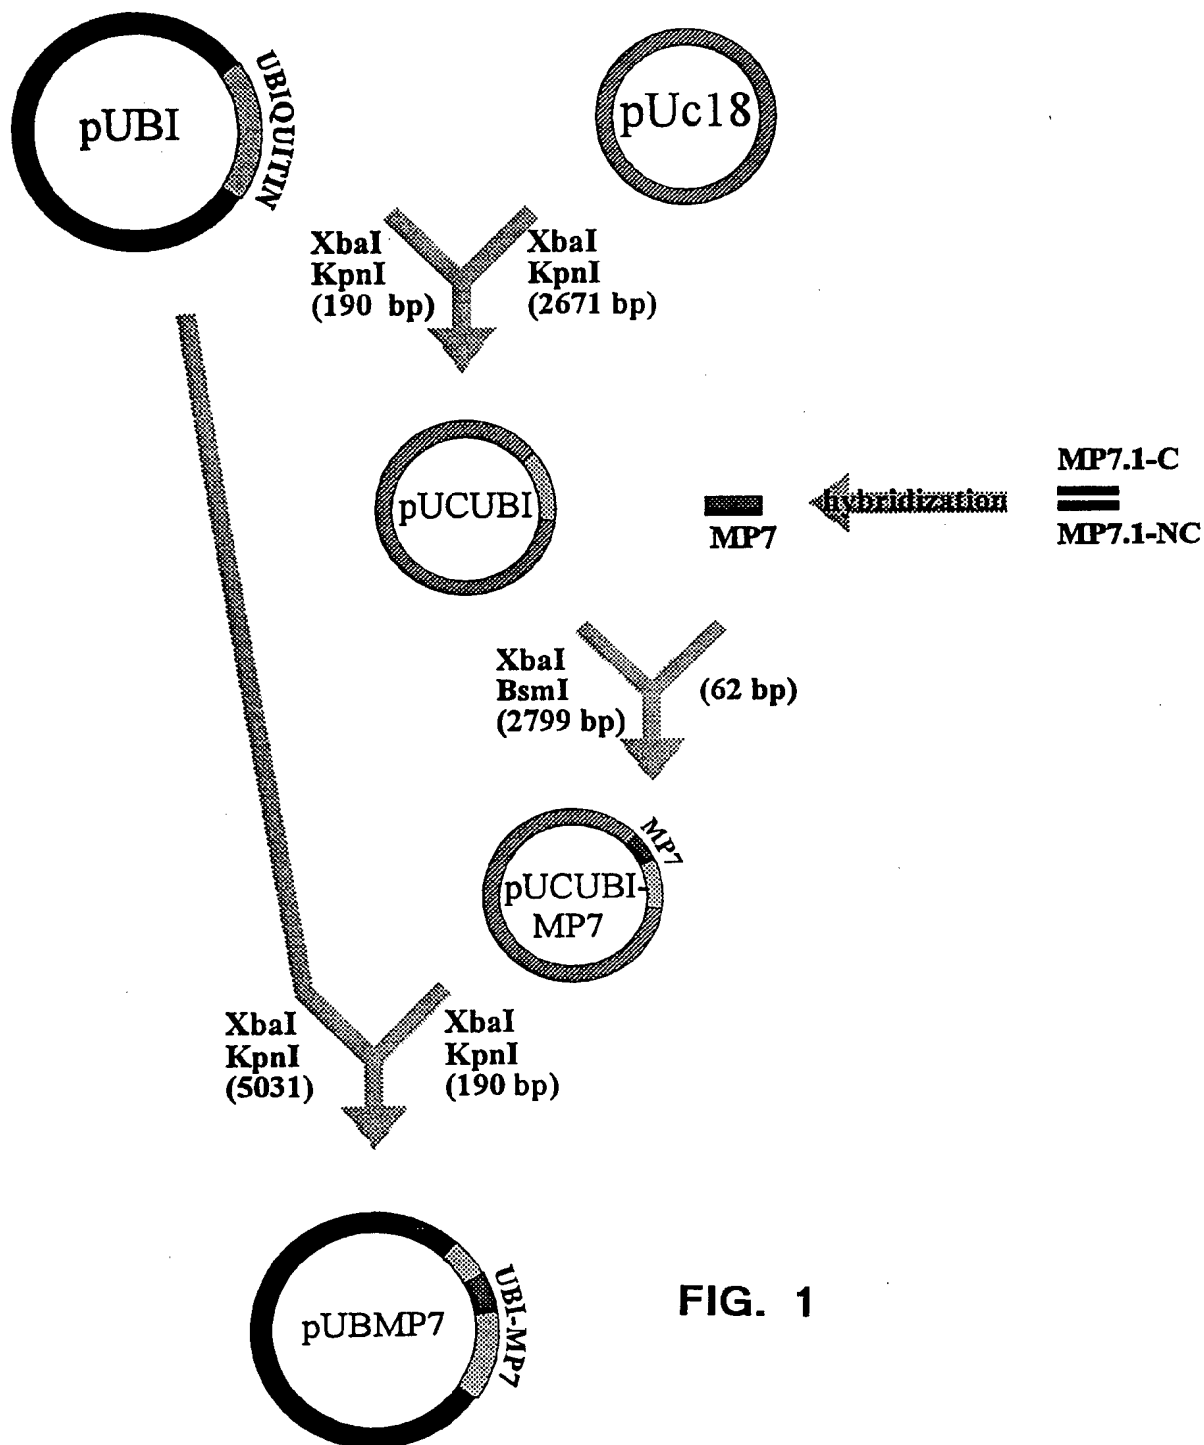 pUBI
UBIQUITIN
pUc18
XbaI
KpnI
(190 bp)
XbaI
KpnI
(2671 bp)
pUCUBI
MP7
hybridization
MP7.1-C
MP7.1-NC
XbaI
BsmI
(2799 bp)
(62 bp)
MP7
pUCUBI-
MP7
XbaI
KpnI
(5031)
XbaI
KpnI
(190 bp)
pUBMP7
UBI-MP7
FIG. 1